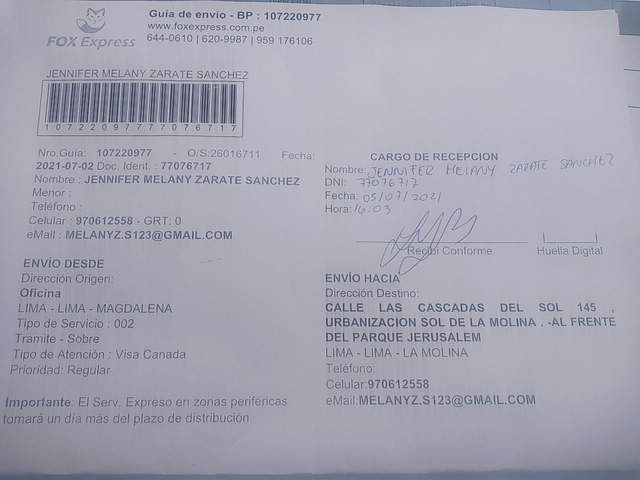 FOX Express
Guía de envío - BP : 107220977
www.foxexpress.com.pe
644-0610 | 620-9987 | 959 176106
JENNIFER MELANY ZARATE SANCHEZ
10722097777076717
Nro.Guia: 107220977 - O/S:26016711 Fecha:
2021-07-02 Doc. Ident. : 77076717
Nombre : JENNIFER MELANY ZARATE SANCHEZ
Menor :
Teléfono :
Celular : 970612558 - GRT: 0
eMail : MELANYZ.S123@GMAIL.COM
CARGO DE RECEPCION
Nombre: JENNIFER MELANY ZARATE SANCHEZ
DNI: 77076717
Fecha: 05/07/2021
Hora: 16:03
Recibí Conforme
Huella Digital
ENVÍO DESDE
Dirección Origen:
Oficina
LIMA - LIMA - MAGDALENA
Tipo de Servicio : 002
Tramite - Sobre
Tipo de Atención : Visa Canada
Prioridad: Regular
Importante: El Serv. Expreso en zonas periféricas
tomará un día más del plazo de distribución
ENVÍO HACIA
Dirección Destino:
CALLE LAS CASCADAS DEL SOL 145 ,
URBANIZACION SOL DE LA MOLINA . -AL FRENTE
DEL PARQUE JERUSALEM
LIMA - LIMA - LA MOLINA
Teléfono:
Celular:970612558
eMail:MELANYZ.S123@GMAIL.COM